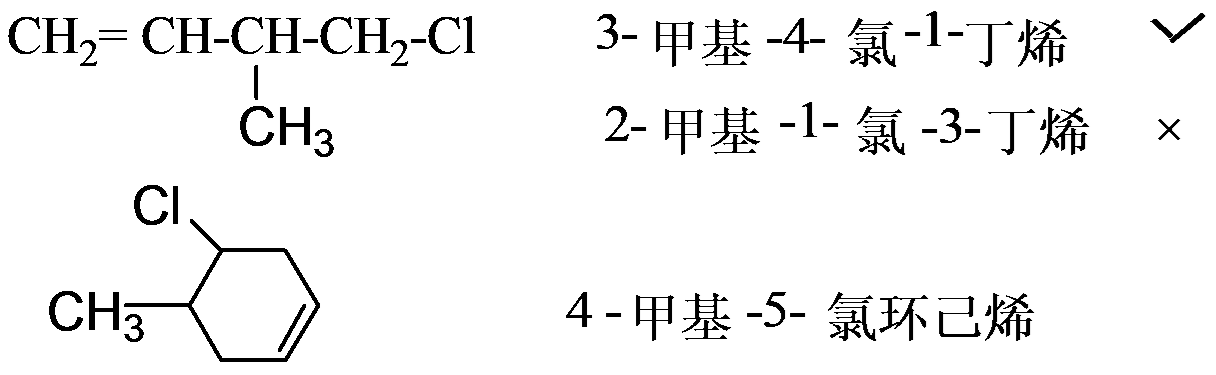 CH₂= CH-CH-CH₂-Cl 3- 甲基 -4- 氯 -1-丁烯 ✓
CH₃ 2- 甲基 -1- 氯 -3-丁烯 ×
Cl
CH₃ 4 - 甲基 -5- 氯环己烯